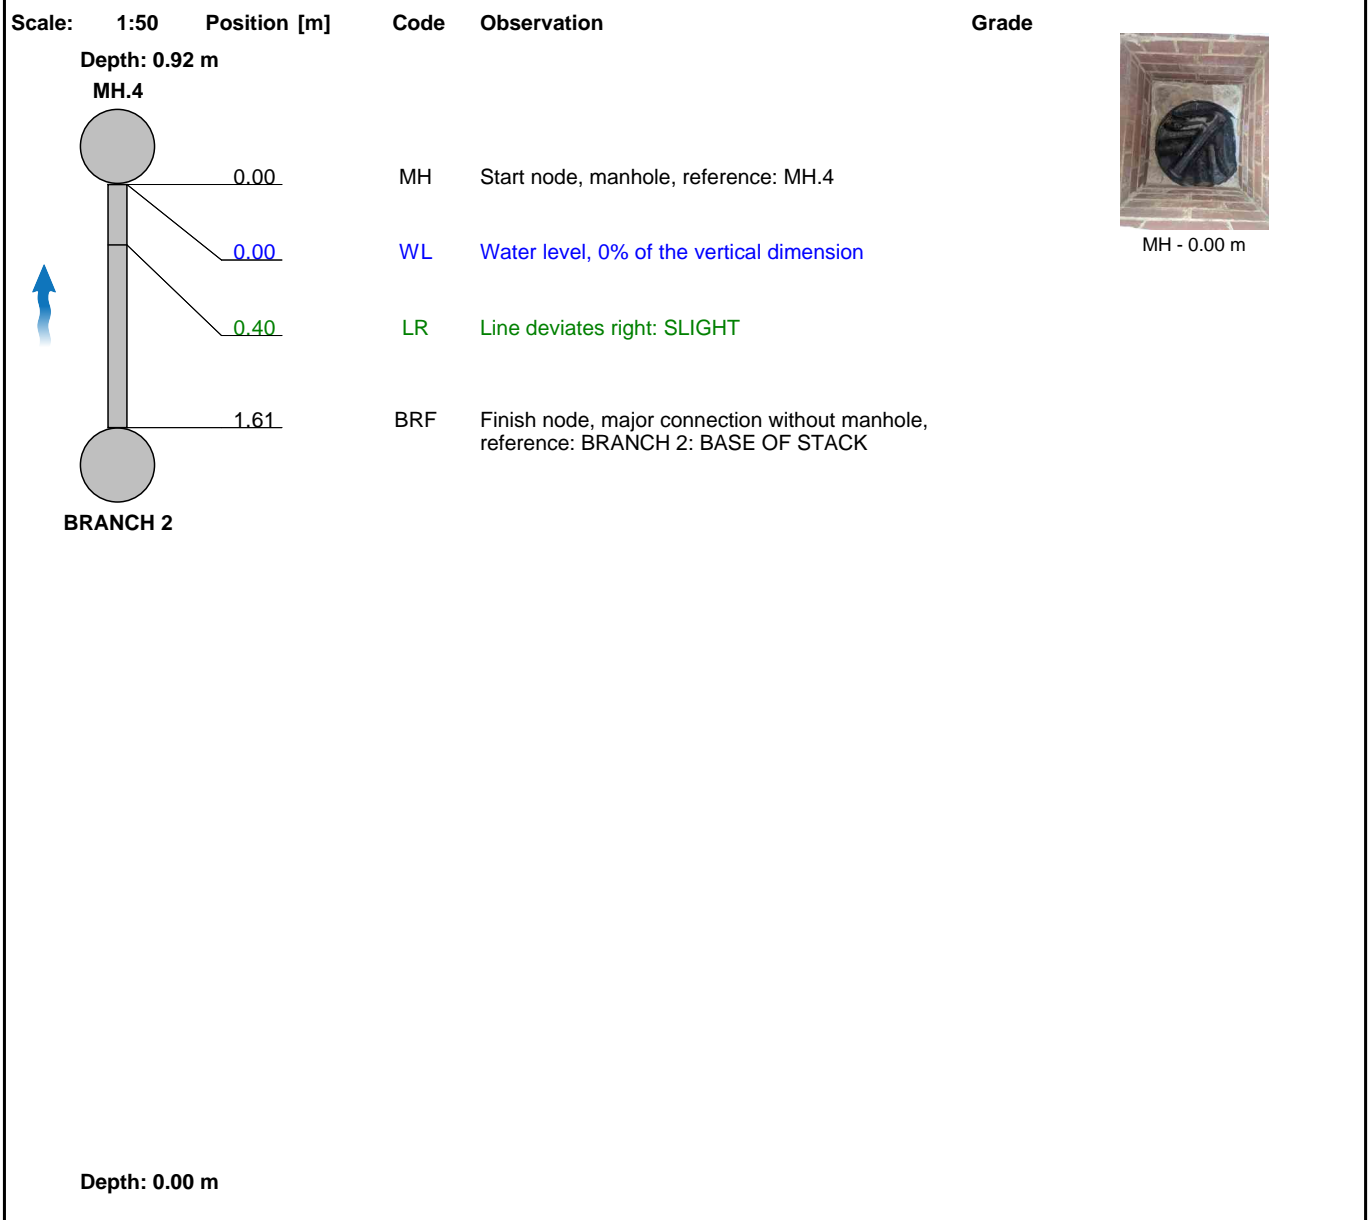 Scale: 1:50 Position [m] Code Observation Grade
Depth: 0.92 m
MH.4
0.00 MH Start node, manhole, reference: MH.4
0.00 WL Water level, 0% of the vertical dimension
MH - 0.00 m
0.40 LR Line deviates right: SLIGHT
1.61 BRF Finish node, major connection without manhole,
reference: BRANCH 2: BASE OF STACK
BRANCH 2
Depth: 0.00 m